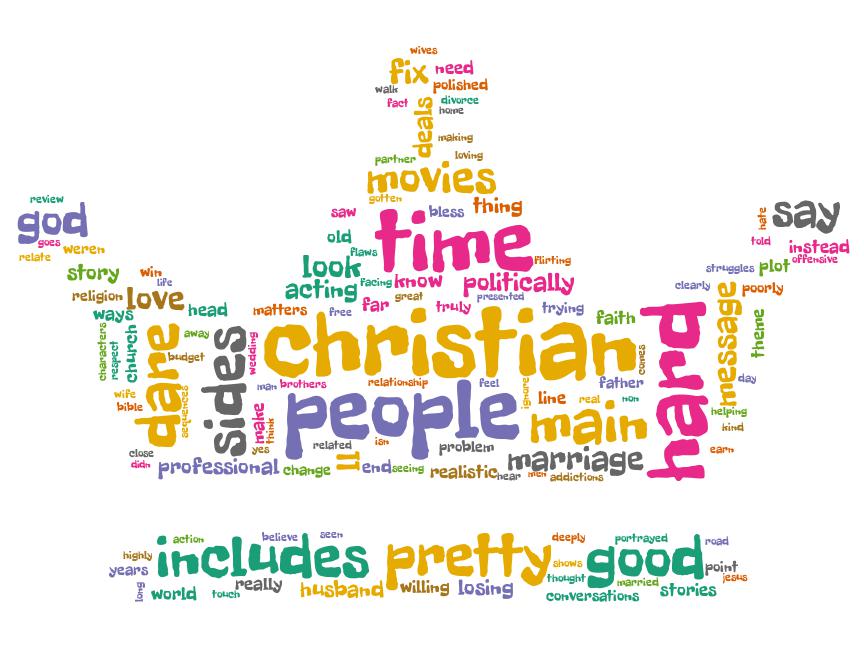 wives
fix need
walk polished
fact divorce
deals home
making
partner loving
movies
gotten
review
god
goes
relate weren
saw bless thing
time
old
flaws flirting
look
acting facing know politically
far great truly presented trying
hate say
told instead
offensive
struggles plot
clearly poorly
story win
life
religion love
ways head
matters free
characters respect church
dare away
budget
sequences
sides wedding
christian faith
comes
hard message
theme
day
wife
bible
man brothers relationship feel
make think
yes
people ignore
line real non father
main
helping
kind
earn
related isn problem
marriage
close
didn professional change 11 end seeing realistic hear men addictions
action believe seen deeply portrayed road
highly includes pretty shows good point
years thought married jesus
long world touch really husband willing losing conversations stories